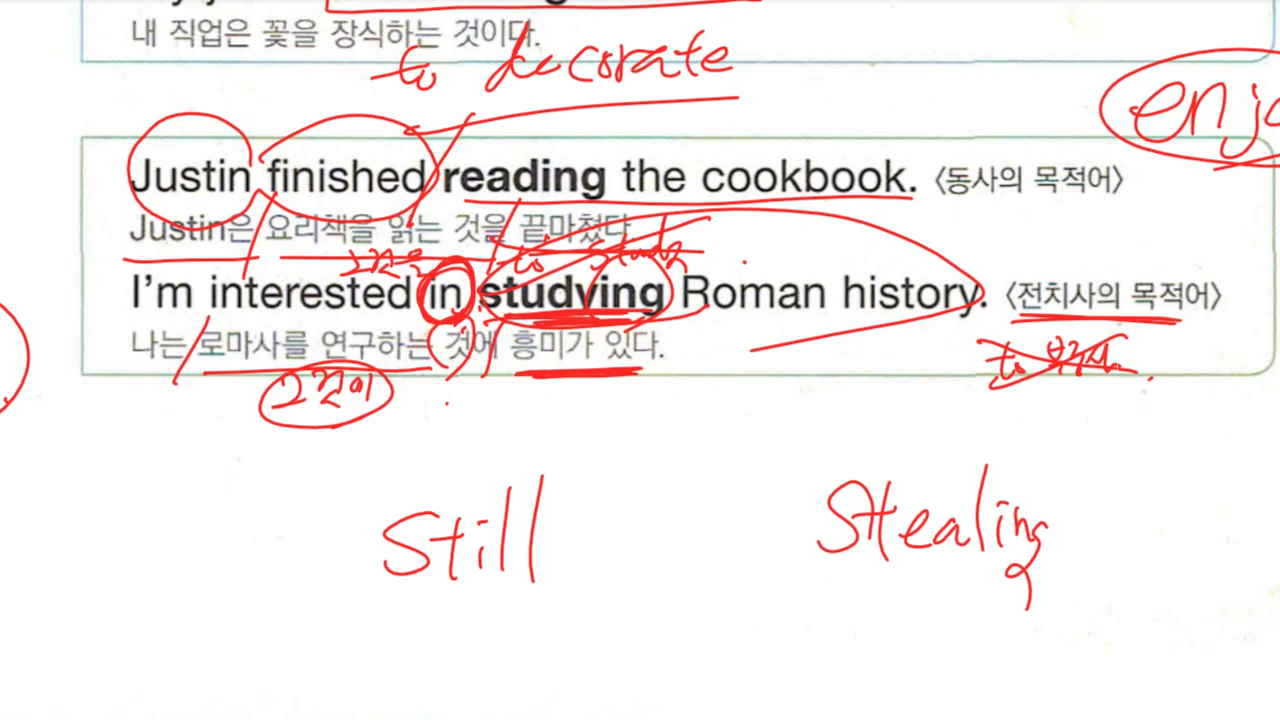 내 직업은 꽃을 장식하는 것이다.
to decorate
enjo
Justin finished reading the cookbook. 〈동사의 목적어〉
Justin은 요리책을 읽는 것을 끝마쳤다.
to study
I'm interested in studying Roman history. 〈전치사의 목적어〉
나는 로마사를 연구하는 것에 흥미가 있다.
to 부정사
Still
Stealing